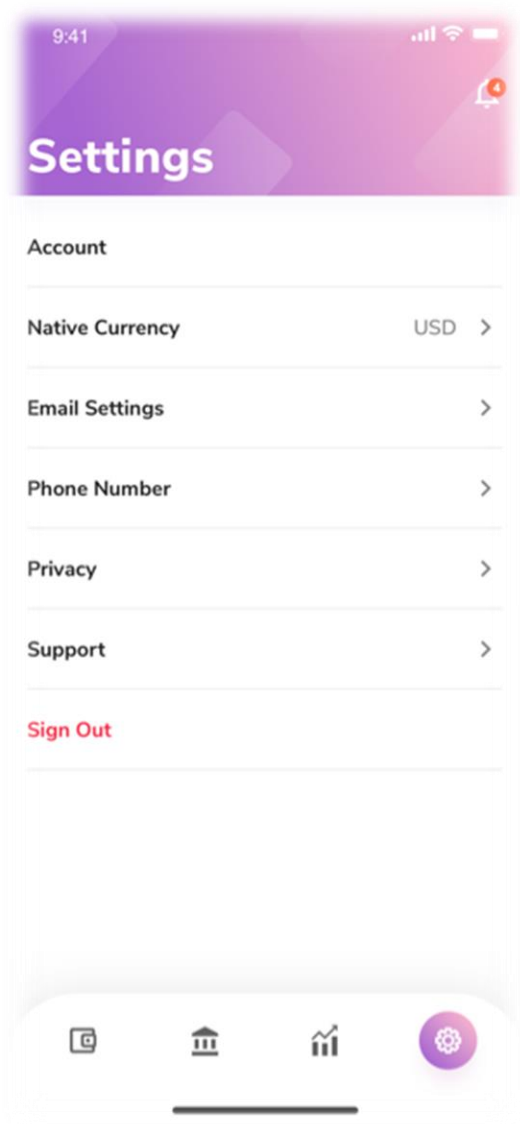 9:41
4
Settings
Account
Native Currency USD
Email Settings
Phone Number
Privacy
Support
Sign Out